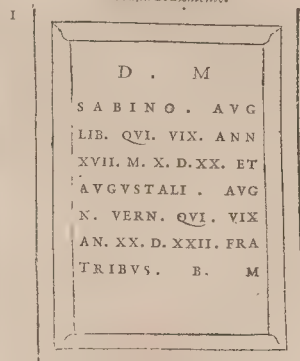 I
D . M
SABINO. AVG
LIB. QVI. VIX. ANN
XVII. M. X. D. XX. ET
AVGVSTALI . AVG
N. VERN. QVI . VIX
AN. XX. D. XXII. FRA
TRIBVS. B. M